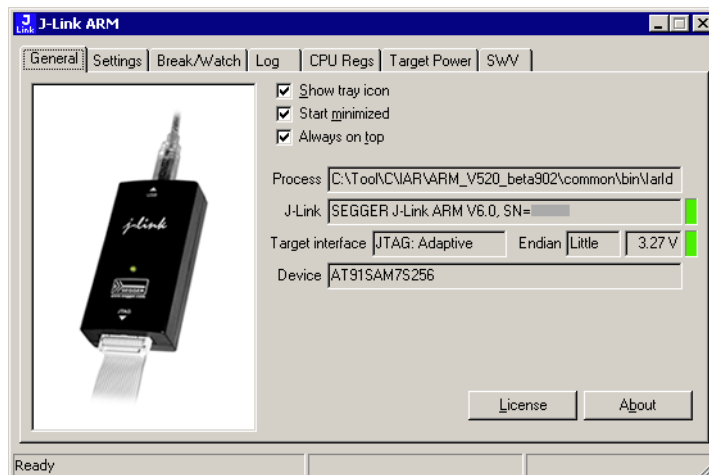 J-Link ARM
General Settings Break/Watch Log CPU Regs Target Power SWV
Show tray icon
Start minimized
Always on top
Process C:\Tool\C\IAR\ARM_V520_beta902\common\bin\Iarld
J-Link SEGGER J-Link ARM V6.0, SN=
Target interface JTAG: Adaptive Endian Little 3.27 V
Device AT91SAM7S256
j-link
SEGGER
JTAG
License About
Ready